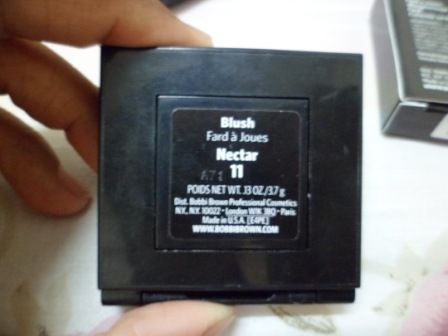 Blush
Fard à Joues
Nectar
A71 11
POIDS NET WT. .13 OZ./3.7 g
Dist. Bobbi Brown Professional Cosmetics
N.Y., N.Y. 10022 • London W1K 3BQ • Paris
Made in U.S.A. [E4PE]
WWW.BOBBIBROWN.COM